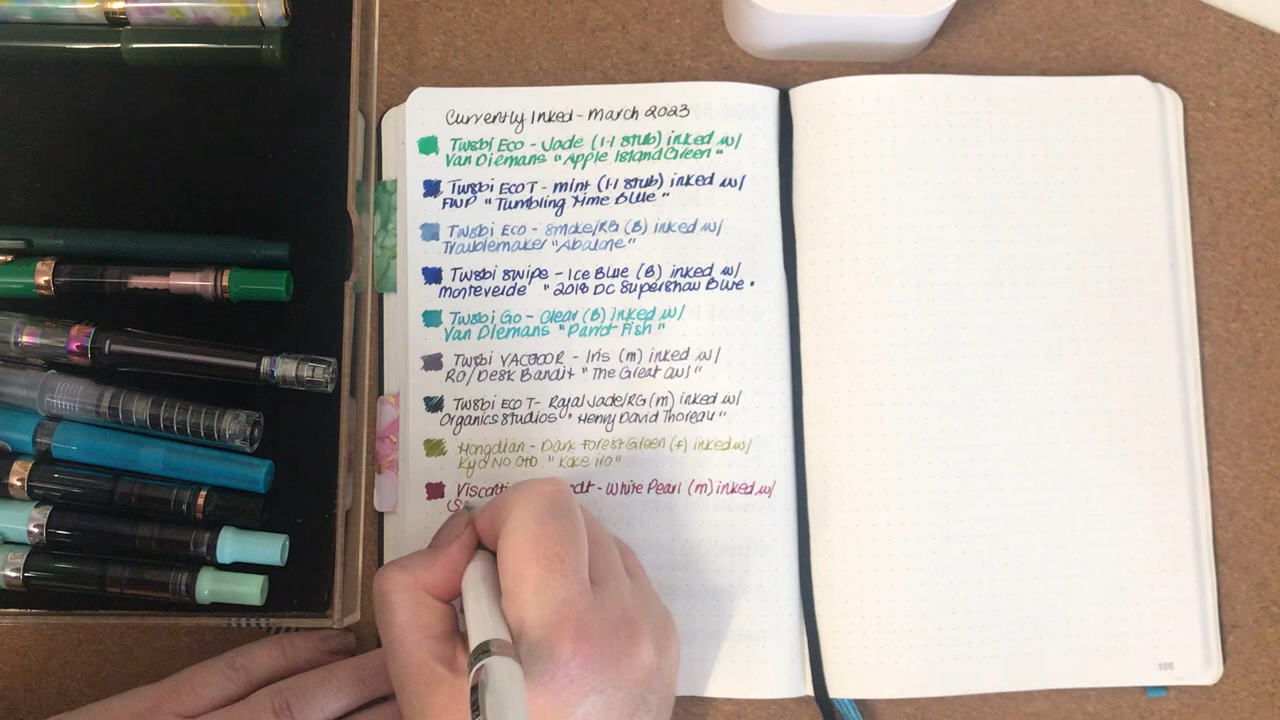 Currently Inked - March 2023
Twsbi Eco - Jade (1.1 stub) inked w/
Van Diemans "Apple Island Green"
Twsbi ECO T - Mint (1.1 stub) inked w/
FWP "Tumbling Time Blue"
Twsbi Eco - Smoke/RG (B) inked w/
Troublemaker "Abalone"
Twsbi Swipe - Ice Blue (B) inked w/
Monteverde "2018 DC Supershow Blue"
Twsbi Go - Clear (B) inked w/
Van Diemans "Parrot Fish"
Twsbi VAC700R - Iris (m) inked w/
RO/Desk Bandit "The Great Owl"
Twsbi ECO T - Royal Jade/RG (m) inked w/
Organics Studios "Henry David Thoreau"
Hongdian - Dark Forest Green (f) inked w/
Kyo No Oto "Koke iro"
- White Pearl (m) inked w/
105